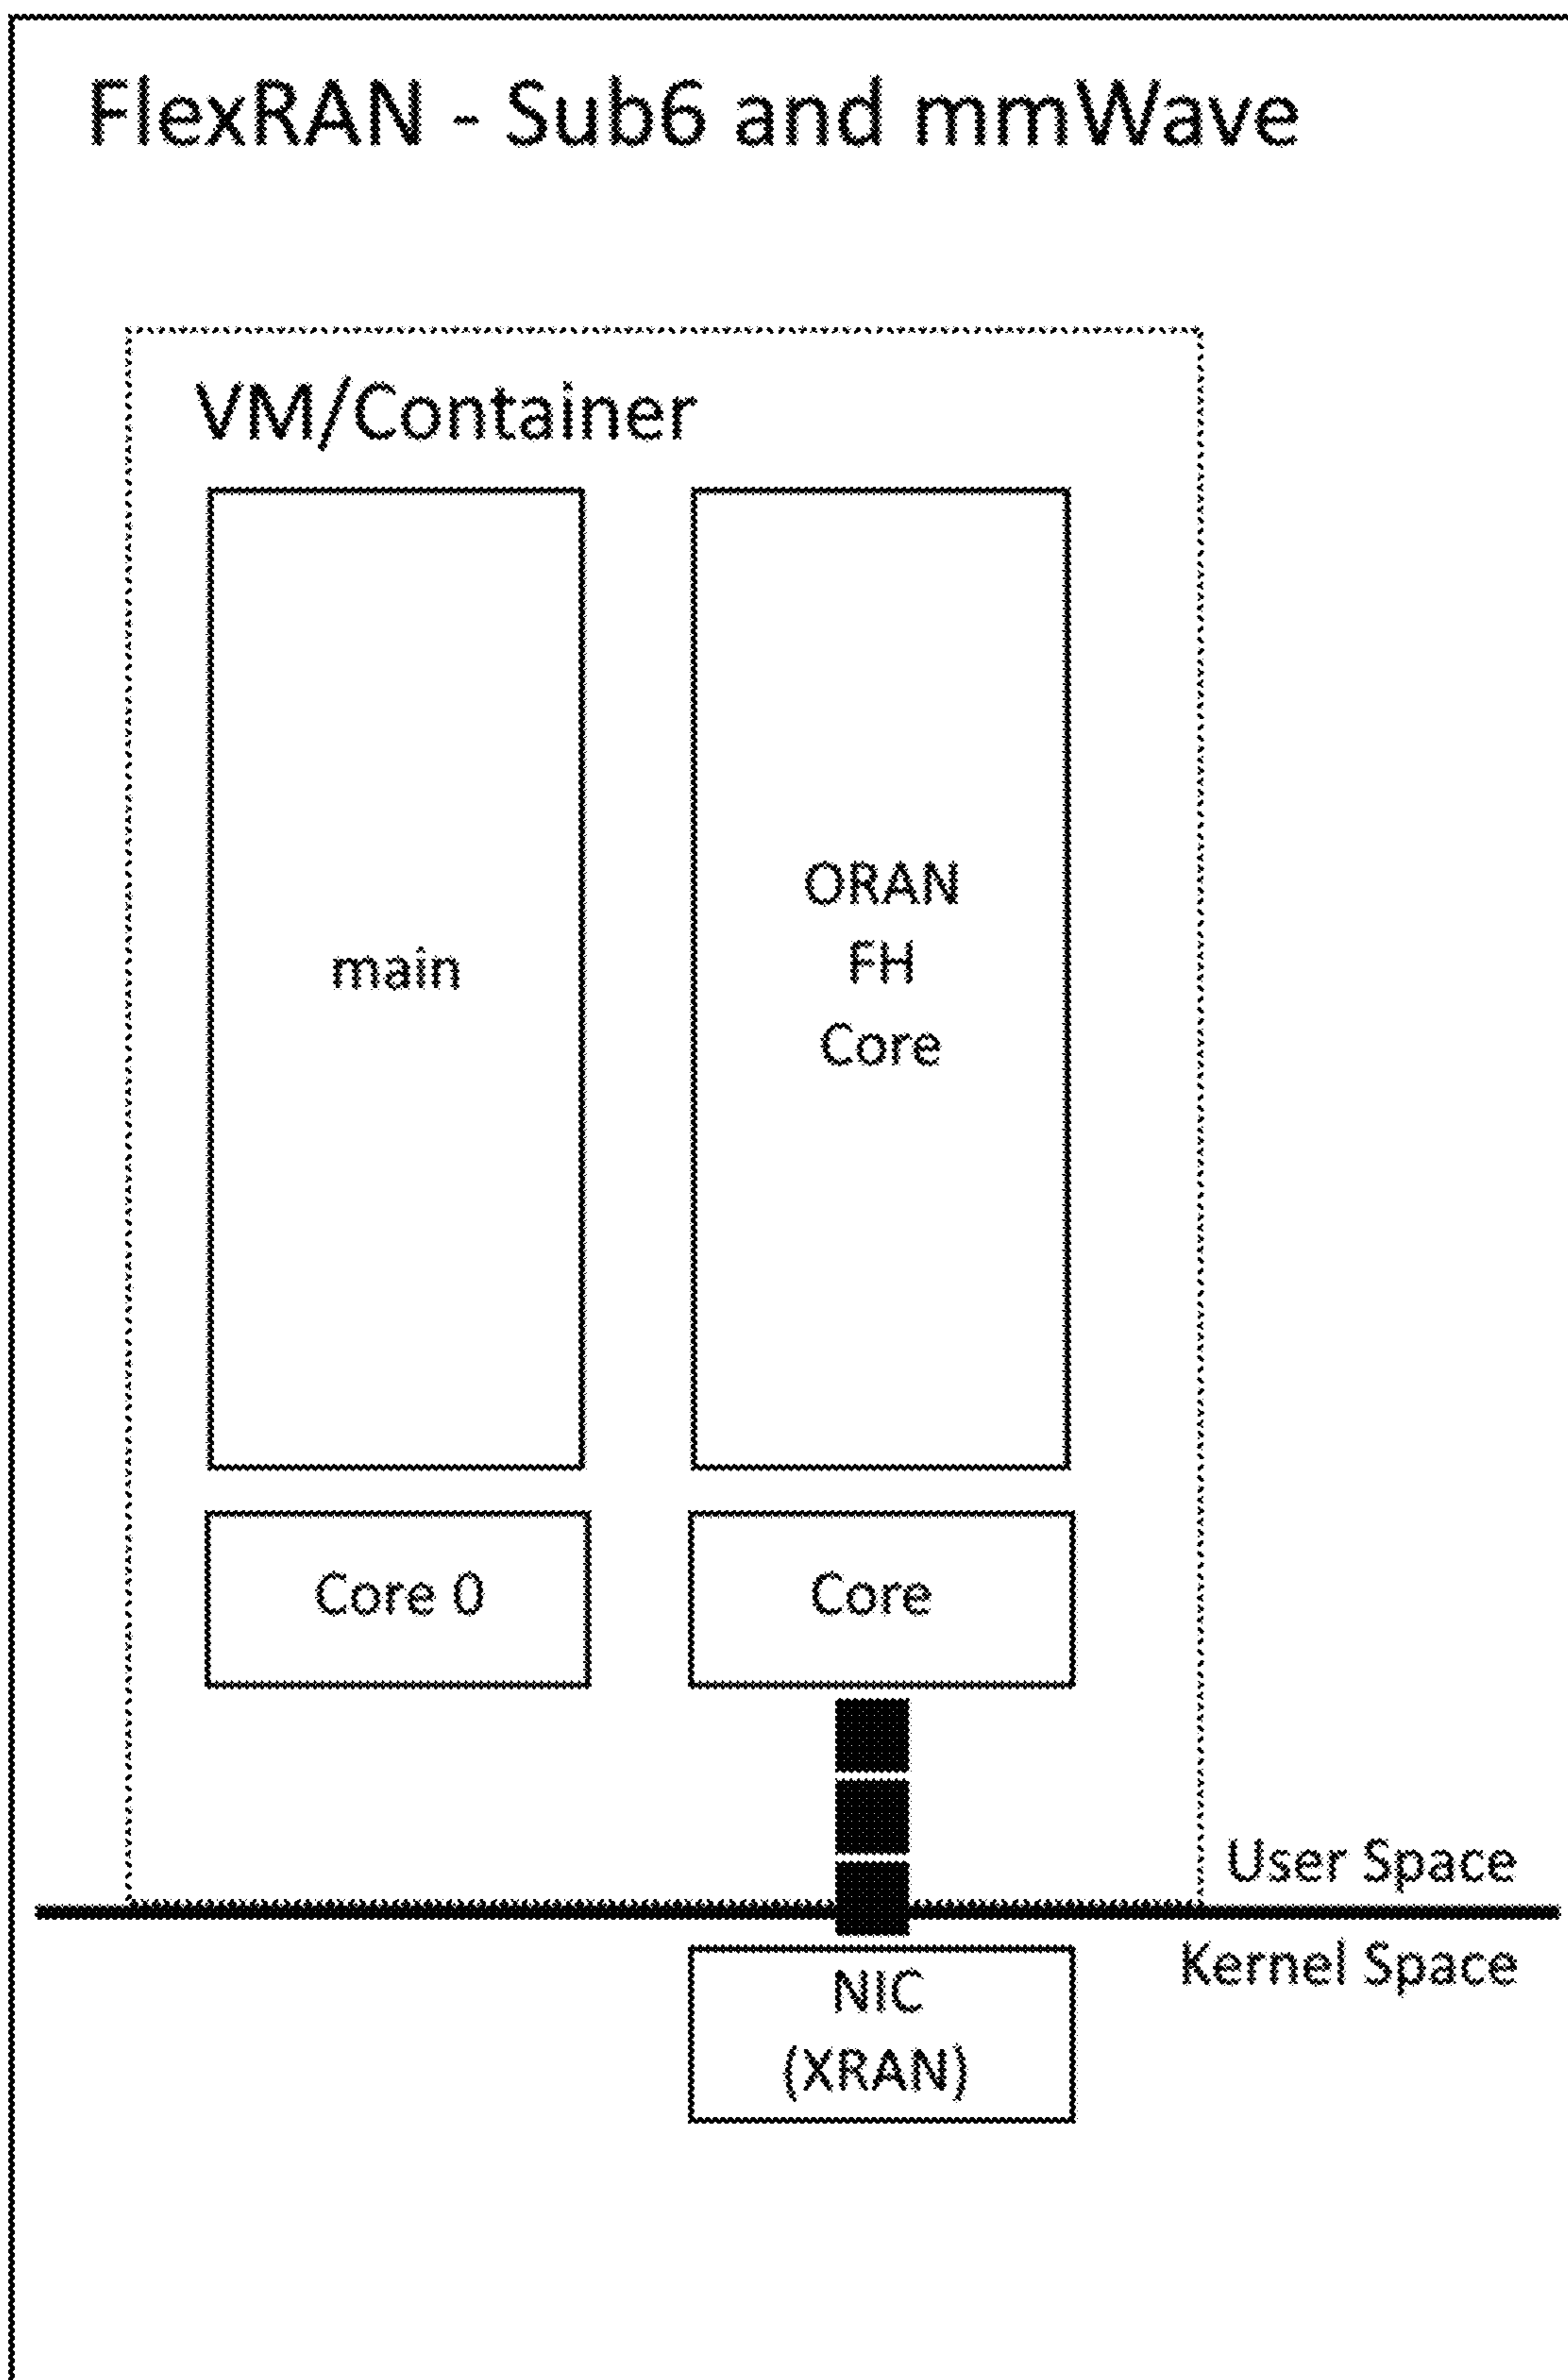 FlexRAN - Sub6 and mmWave
VM/Container
main
ORAN
FH
Core
Core 0
Core
User Space
Kernel Space
NIC
(XRAN)